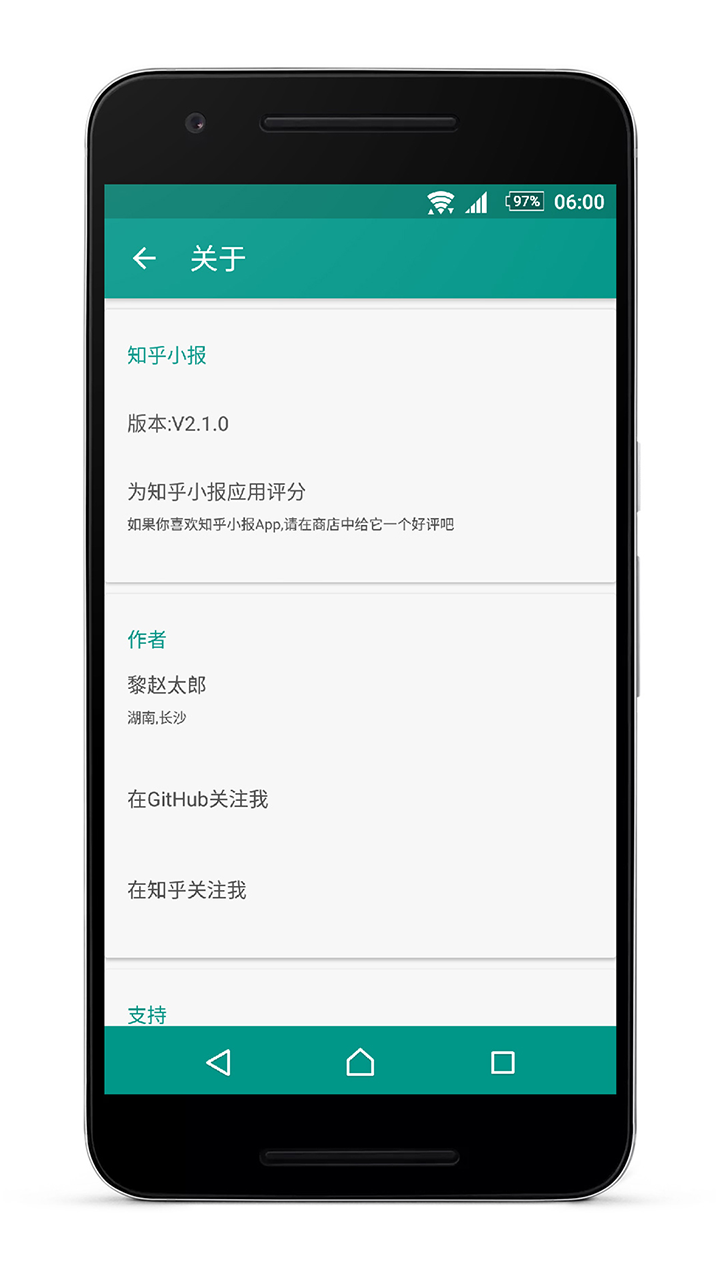 97% 06:00
关于
知乎小报
版本:V2.1.0
为知乎小报应用评分
如果你喜欢知乎小报App,请在商店中给它一个好评吧
作者
黎赵太郎
湖南,长沙
在GitHub关注我
在知乎关注我
支持